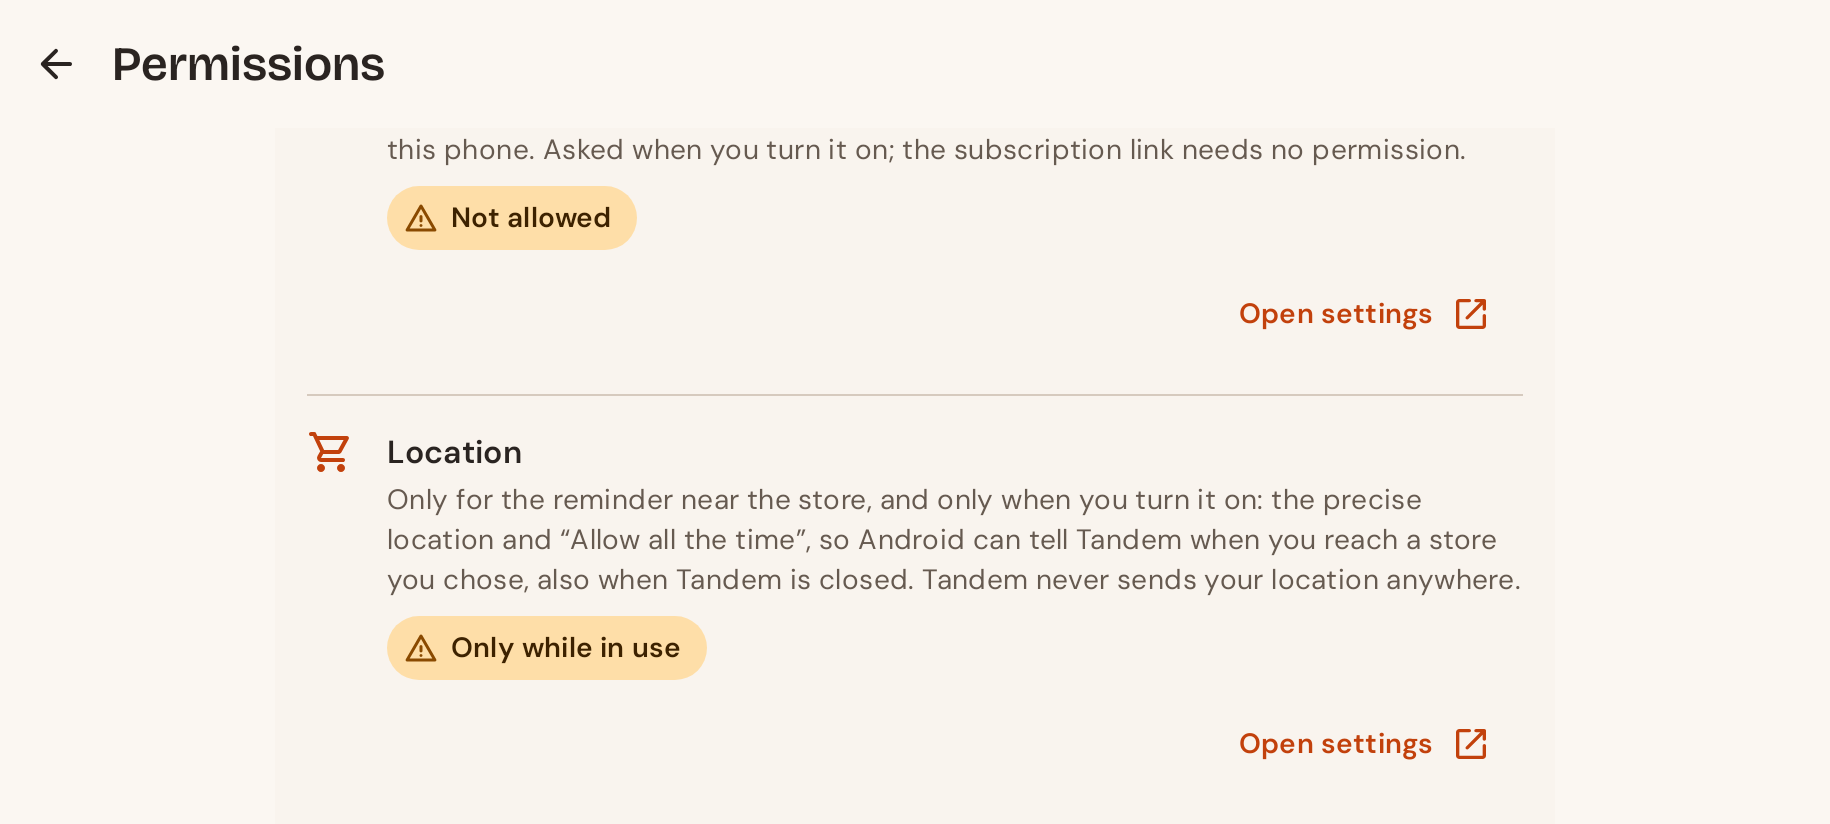 Permissions
this phone. Asked when you turn it on; the subscription link needs no permission.
Not allowed
Open settings
Location
Only for the reminder near the store, and only when you turn it on: the precise
location and “Allow all the time”, so Android can tell Tandem when you reach a store
you chose, also when Tandem is closed. Tandem never sends your location anywhere.
Only while in use
Open settings